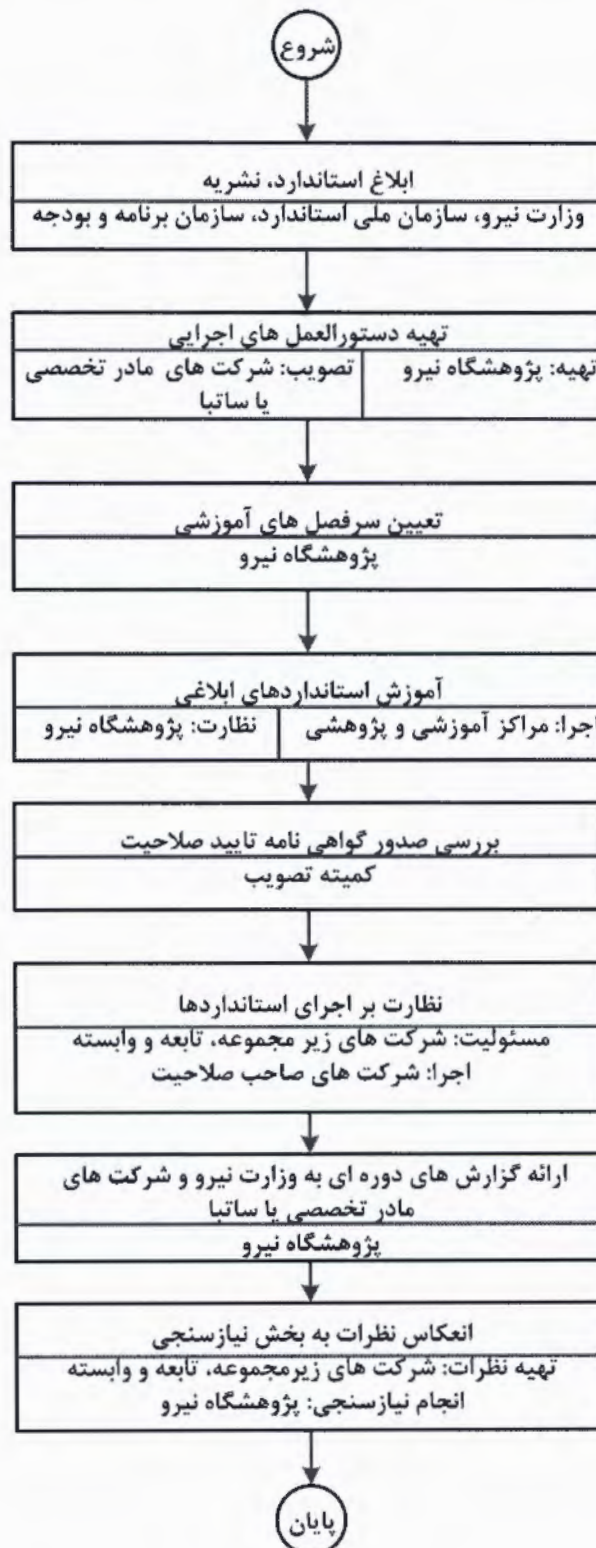 شروع
ابلاغ استاندارد، نشریه
وزارت نیرو، سازمان ملی استاندارد، سازمان برنامه و بودجه
تهیه دستورالعمل های اجرایی
تهیه: پژوهشگاه نیرو
تصویب: شرکت های مادر تخصصی
یا ساتبا
تعیین سرفصل های آموزشی
پژوهشگاه نیرو
آموزش استانداردهای ابلاغی
اجرا: مراکز آموزشی و پژوهشی
نظارت: پژوهشگاه نیرو
بررسی صدور گواهی نامه تایید صلاحیت
کمیته تصویب
نظارت بر اجرای استانداردها
مسئولیت: شرکت های زیر مجموعه، تابعه و وابسته
اجرا: شرکت های صاحب صلاحیت
ارائه گزارش های دوره ای به وزارت نیرو و شرکت های
مادر تخصصی یا ساتبا
پژوهشگاه نیرو
انعکاس نظرات به بخش نیازسنجی
تهیه نظرات: شرکت های زیرمجموعه، تابعه و وابسته
انجام نیازسنجی: پژوهشگاه نیرو
پایان